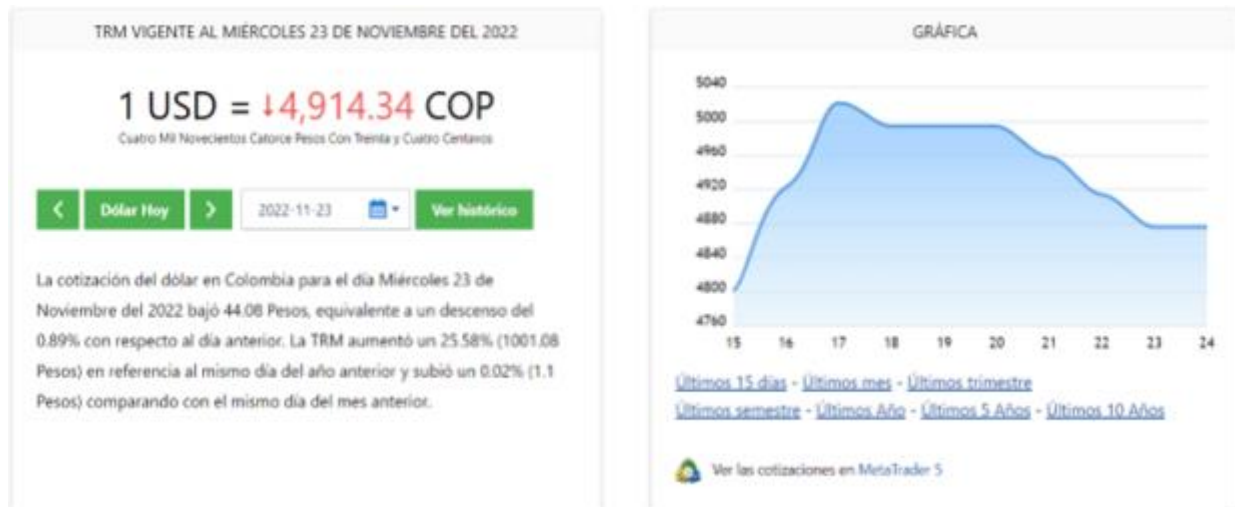 TRM VIGENTE AL MIÉRCOLES 23 DE NOVIEMBRE DEL 2022
1 USD = ↓4,914.34 COP
Cuatro Mil Novecientos Catorce Pesos Con Treinta y Cuatro Centavos
Dólar Hoy
2022-11-23
Ver histórico
La cotización del dólar en Colombia para el día Miércoles 23 de
Noviembre del 2022 bajó 44.08 Pesos, equivalente a un descenso del
0.89% con respecto al día anterior. La TRM aumentó un 25.58% (1001.08
Pesos) en referencia al mismo día del año anterior y subió un 0.02% (1.1
Pesos) comparando con el mismo día del mes anterior.
GRÁFICA
5040
5000
4960
4920
4880
4840
4800
4760
15 16 17 18 19 20 21 22 23 24
Últimos 15 días - Últimos mes - Últimos trimestre
Últimos semestre - Últimos Año - Últimos 5 Años - Últimos 10 Años
Ver las cotizaciones en MetaTrader 5